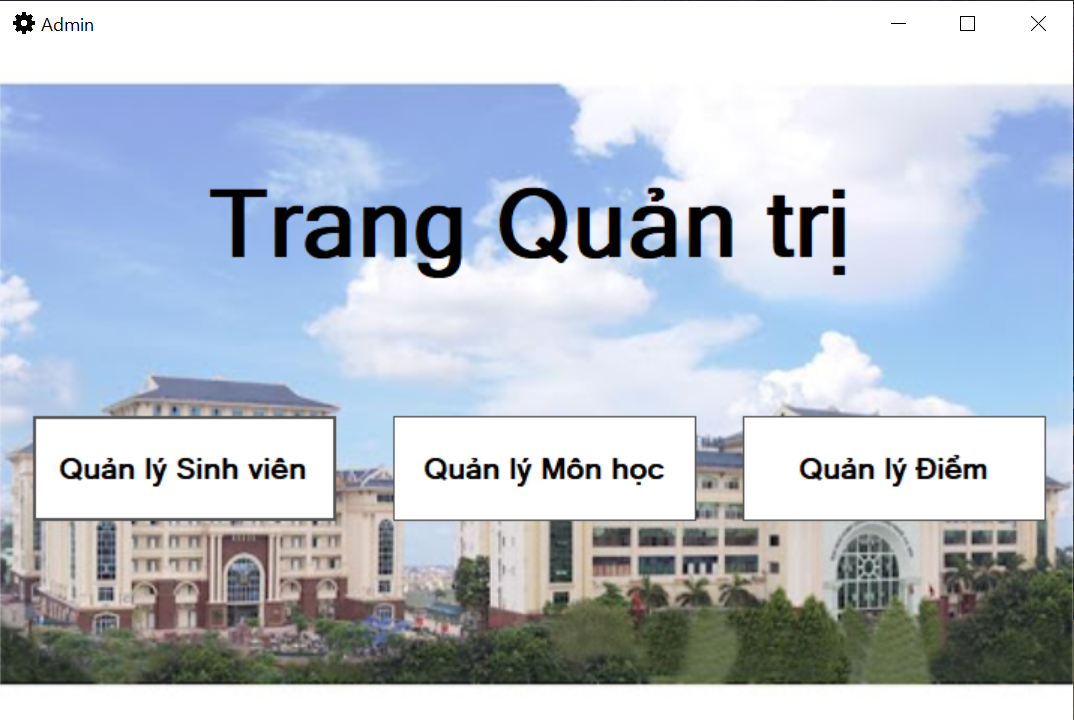 Admin
Trang Quản trị
Quản lý Sinh viên
Quản lý Môn học
Quản lý Điểm